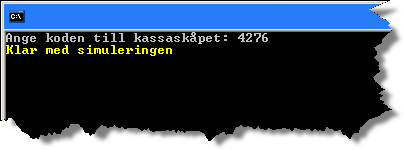 C:\
Ange koden till kassaskåpet: 4276
Klar med simuleringen